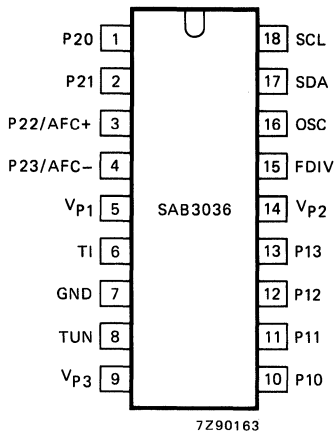 P20 1 18 SCL
P21 2 17 SDA
P22/AFC+ 3 16 OSC
P23/AFC− 4 15 FDIV
VP1 5 14 VP2
SAB3036
TI 6 13 P13
GND 7 12 P12
TUN 8 11 P11
VP3 9 10 P10
7Z90163